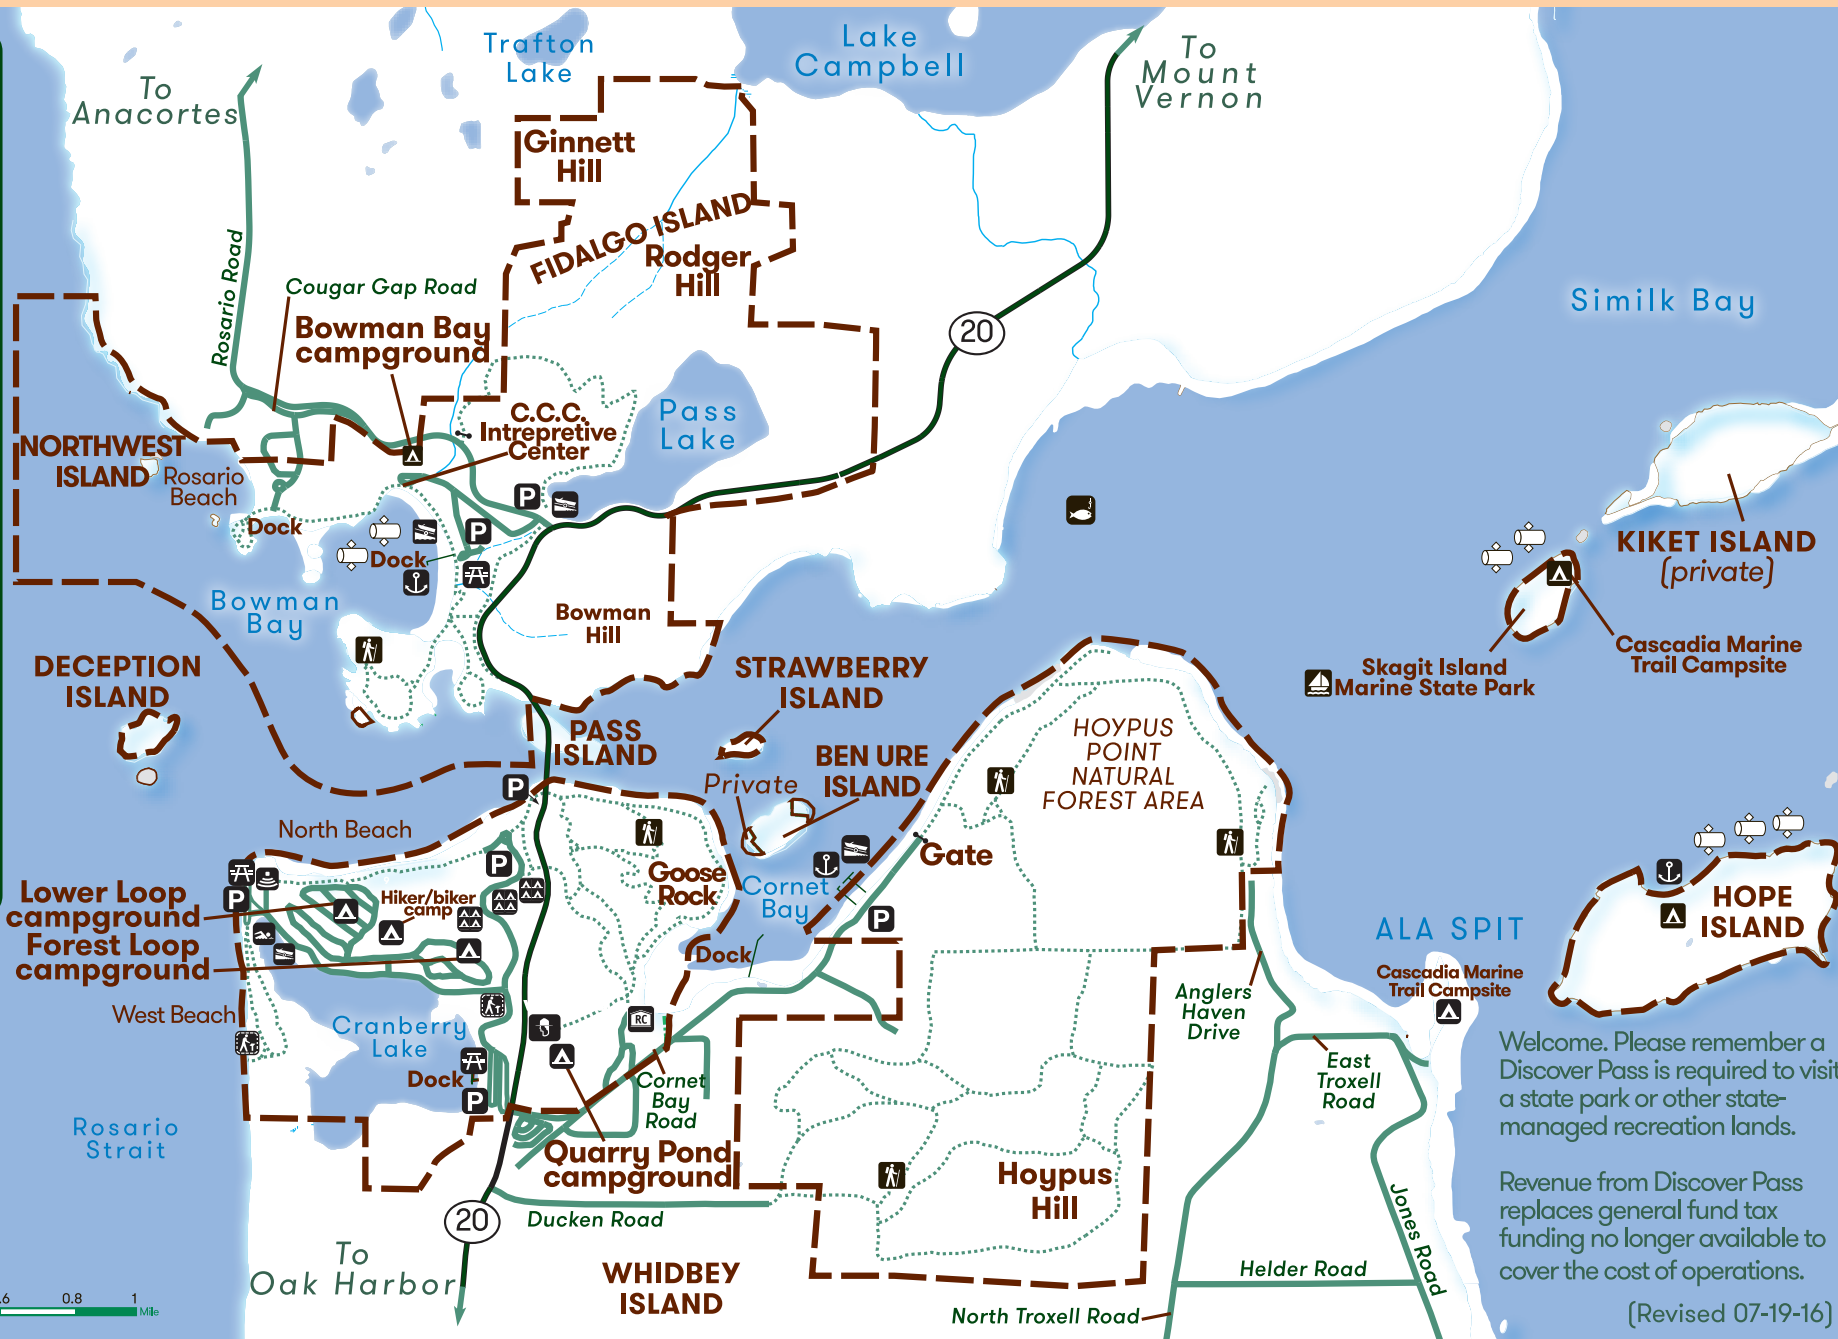 Trafton
Lake
Lake
Campbell
To
Mount
Vernon
To
Anacortes
Ginnett
Hill
FIDALGO ISLAND
Rodger
Hill
Rosario Road
Cougar Gap Road
Bowman Bay
campground
20
Similk Bay
C.C.C.
Intrepretive
Center
Pass
Lake
NORTHWEST
ISLAND
Rosario
Beach
Dock
P
P
Dock
KIKET ISLAND
(private)
Bowman
Bay
Bowman
Hill
Cascadia Marine
Trail Campsite
Skagit Island
Marine State Park
DECEPTION
ISLAND
STRAWBERRY
ISLAND
PASS
ISLAND
BEN URE
ISLAND
Private
HOYPUS
POINT
NATURAL
FOREST AREA
P
North Beach
Gate
P
Goose
Rock
Cornet
Bay
P
Lower Loop
campground
Hiker/biker
camp
P
Forest Loop
campground
Dock
HOPE
ISLAND
ALA SPIT
Cascadia Marine
Trail Campsite
West Beach
Cranberry
Lake
RC
Anglers
Haven
Drive
Dock
P
Cornet
Bay
Road
East
Troxell
Road
Welcome. Please remember a
Discover Pass is required to visit
a state park or other state-
managed recreation lands.
Rosario
Strait
Quarry Pond
campground
Hoypus
Hill
Jones Road
Revenue from Discover Pass
replaces general fund tax
funding no longer available to
cover the cost of operations.
20
Ducken Road
To
Oak Harbor
WHIDBEY
ISLAND
Helder Road
North Troxell Road
.6 0.8 1
Mile
(Revised 07-19-16)